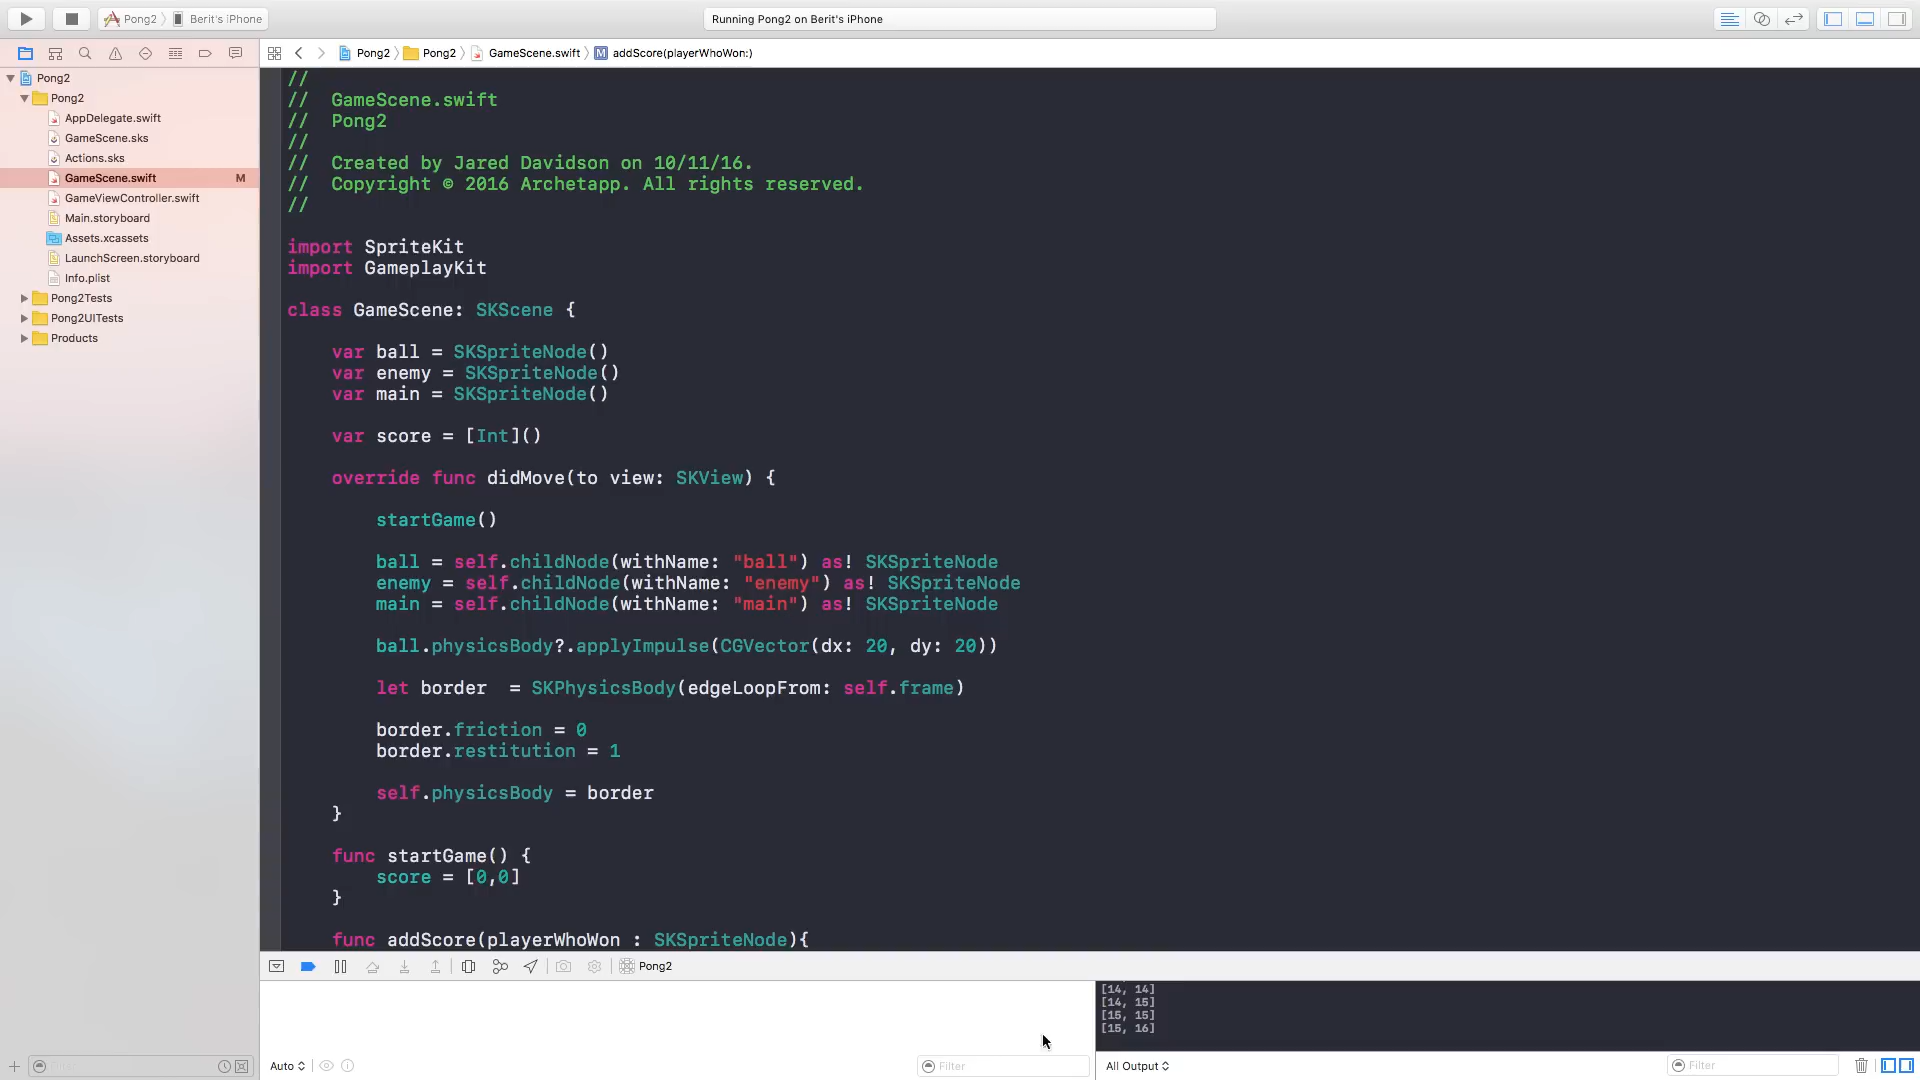 Pong2 〉 Berit's iPhone
Running Pong2 on Berit's iPhone
Pong2 〉 Pong2 〉 GameScene.swift 〉 M addScore(playerWhoWon:)
Pong2
Pong2
AppDelegate.swift
GameScene.sks
Actions.sks
GameScene.swift M
GameViewController.swift
Main.storyboard
Assets.xcassets
LaunchScreen.storyboard
Info.plist
Pong2Tests
Pong2UITests
Products
//
//  GameScene.swift
//  Pong2
//
//  Created by Jared Davidson on 10/11/16.
//  Copyright © 2016 Archetapp. All rights reserved.
//
import SpriteKit
import GameplayKit
class GameScene: SKScene {
    var ball = SKSpriteNode()
    var enemy = SKSpriteNode()
    var main = SKSpriteNode()
    var score = [Int]()
    override func didMove(to view: SKView) {
        startGame()
        ball = self.childNode(withName: "ball") as! SKSpriteNode
        enemy = self.childNode(withName: "enemy") as! SKSpriteNode
        main = self.childNode(withName: "main") as! SKSpriteNode
        ball.physicsBody?.applyImpulse(CGVector(dx: 20, dy: 20))
        let border  = SKPhysicsBody(edgeLoopFrom: self.frame)
        border.friction = 0
        border.restitution = 1
        self.physicsBody = border
    }
    func startGame() {
        score = [0,0]
    }
    func addScore(playerWhoWon : SKSpriteNode){
Pong2
[14, 14]
[14, 15]
[15, 15]
[15, 16]
Auto
Filter
All Output
Filter